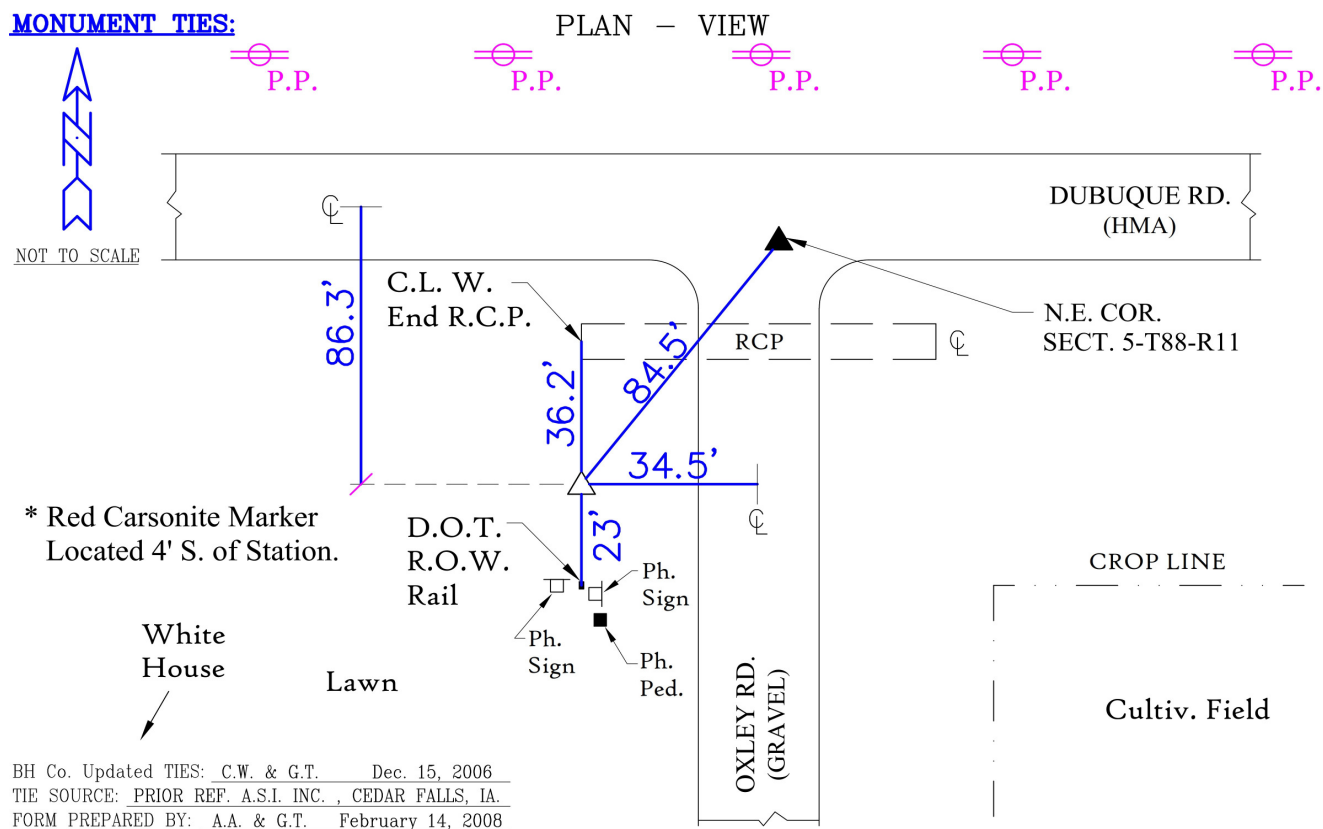 MONUMENT TIES:
PLAN - VIEW
P.P.
P.P.
P.P.
P.P.
P.P.
N
NOT TO SCALE
℄
DUBUQUE RD.
(HMA)
86.3'
C.L. W.
End R.C.P.
RCP
℄
N.E. COR.
SECT. 5-T88-R11
36.2'
84.5'
34.5'
℄
* Red Carsonite Marker
Located 4' S. of Station.
D.O.T.
R.O.W.
Rail
23'
Ph.
Sign
Ph.
Sign
Ph.
Ped.
CROP LINE
White
House
Lawn
OXLEY RD.
(GRAVEL)
Cultiv. Field
BH Co. Updated TIES: C.W. & G.T. Dec. 15, 2006
TIE SOURCE: PRIOR REF. A.S.I. INC. , CEDAR FALLS, IA.
FORM PREPARED BY: A.A. & G.T. February 14, 2008